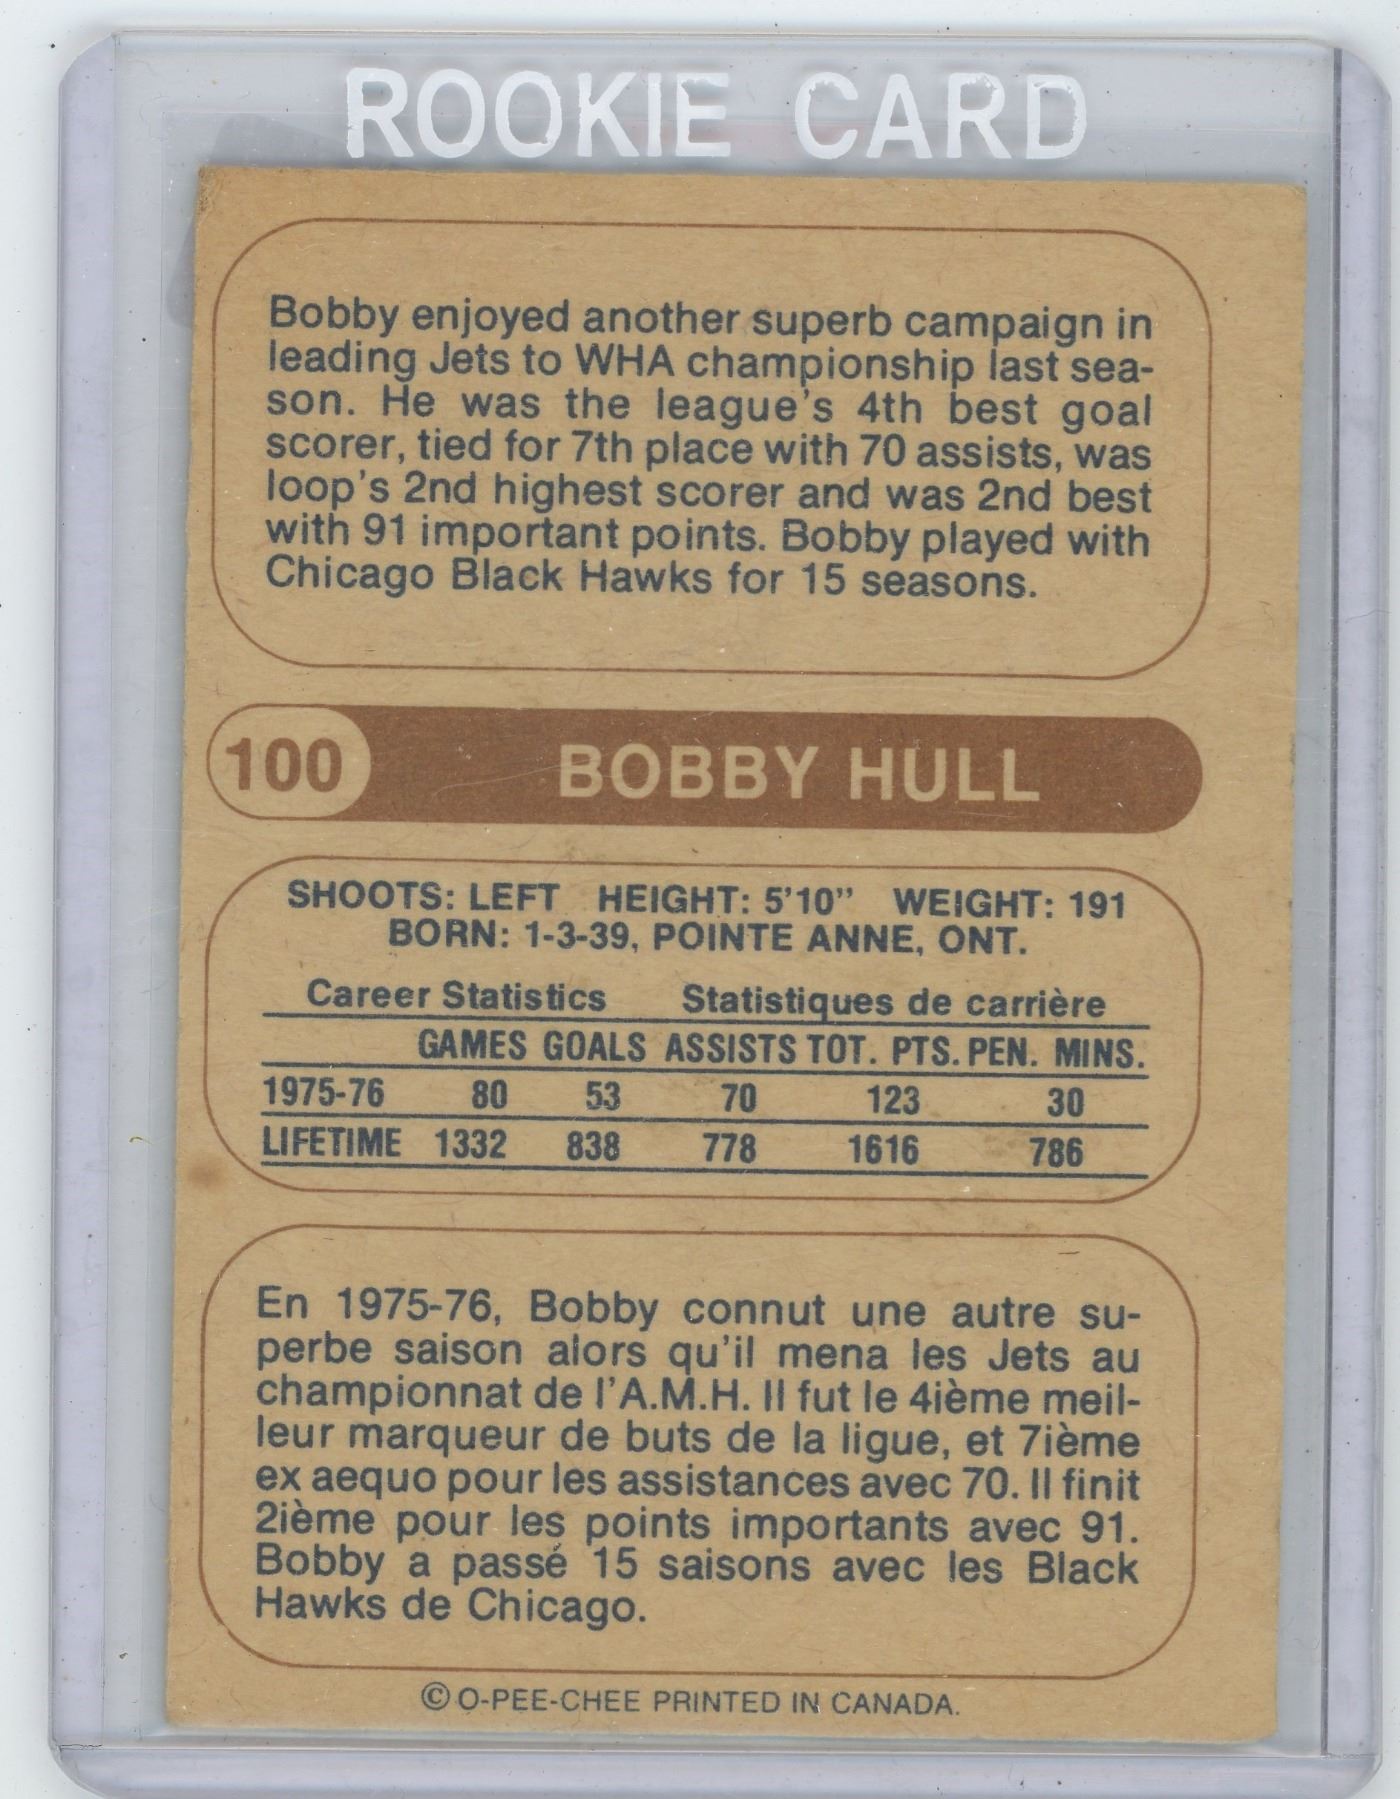 ROOKIE CARD
Bobby enjoyed another superb campaign in
leading Jets to WHA championship last sea-
son. He was the league's 4th best goal
scorer, tied for 7th place with 70 assists, was
loop's 2nd highest scorer and was 2nd best
with 91 important points. Bobby played with
Chicago Black Hawks for 15 seasons.
100 BOBBY HULL
SHOOTS: LEFT HEIGHT: 5'10" WEIGHT: 191
BORN: 1-3-39, POINTE ANNE, ONT.
Career Statistics Statistiques de carrière
GAMES GOALS ASSISTS TOT. PTS. PEN. MINS.
1975-76 80 53 70 123 30
LIFETIME 1332 838 778 1616 786
En 1975-76, Bobby connut une autre su-
perbe saison alors qu'il mena les Jets au
championnat de l'A.M.H. Il fut le 4ième meil-
leur marqueur de buts de la ligue, et 7ième
ex aequo pour les assistances avec 70. Il finit
2ième pour les points importants avec 91.
Bobby a passé 15 saisons avec les Black
Hawks de Chicago.
© O-PEE-CHEE PRINTED IN CANADA.